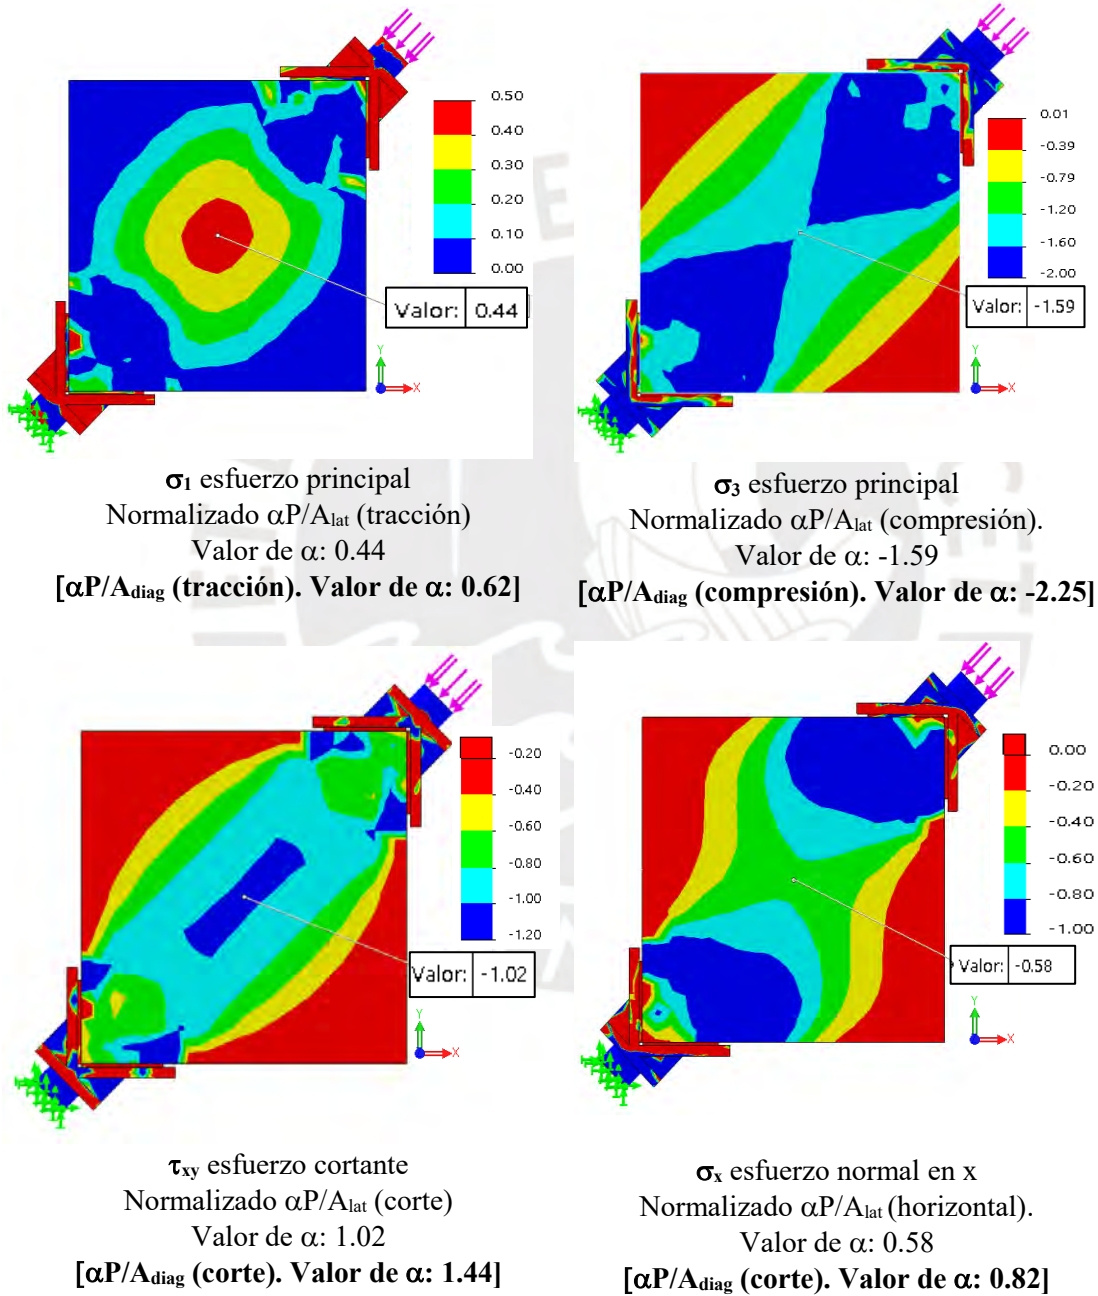 0.50
0.40
0.30
0.20
0.10
0.00
Valor: 0.44
Y
X
σ1 esfuerzo principal
Normalizado αP/Alat (tracción)
Valor de α: 0.44
[αP/Adiag (tracción). Valor de α: 0.62]
0.01
-0.39
-0.79
-1.20
-1.60
-2.00
Valor: -1.59
Y
X
σ3 esfuerzo principal
Normalizado αP/Alat (compresión).
Valor de α: -1.59
[αP/Adiag (compresión). Valor de α: -2.25]
-0.20
-0.40
-0.60
-0.80
-1.00
-1.20
Valor: -1.02
Y
X
τxy esfuerzo cortante
Normalizado αP/Alat (corte)
Valor de α: 1.02
[αP/Adiag (corte). Valor de α: 1.44]
0.00
-0.20
-0.40
-0.60
-0.80
-1.00
Valor: -0.58
Y
X
σx esfuerzo normal en x
Normalizado αP/Alat (horizontal).
Valor de α: 0.58
[αP/Adiag (corte). Valor de α: 0.82]